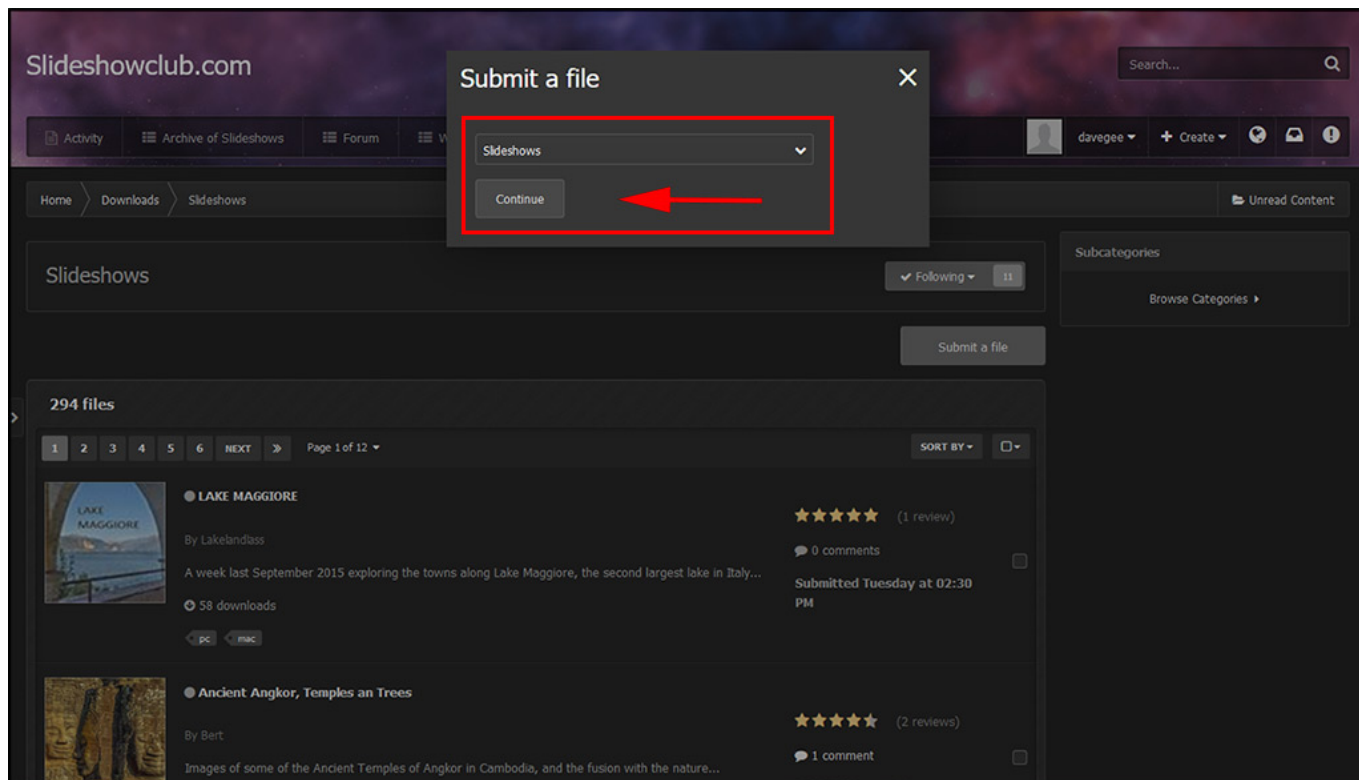 Slideshowclub.com
Submit a file
Search...
Slideshows
Continue
Activity
Archive of Slideshows
Forum
W
davegee
Create
Home
Downloads
Slideshows
Unread Content
Slideshows
Following 11
Subcategories
Browse Categories
Submit a file
294 files
1 2 3 4 5 6 NEXT Page 1 of 12
SORT BY
LAKE MAGGIORE
LAKE
MAGGIORE
By Lakelandlass
A week last September 2015 exploring the towns along Lake Maggiore, the second largest lake in Italy...
58 downloads
pc mac
(1 review)
0 comments
Submitted Tuesday at 02:30
PM
Ancient Angkor, Temples an Trees
By Bert
Images of some of the Ancient Temples of Angkor in Cambodia, and the fusion with the nature...
(2 reviews)
1 comment